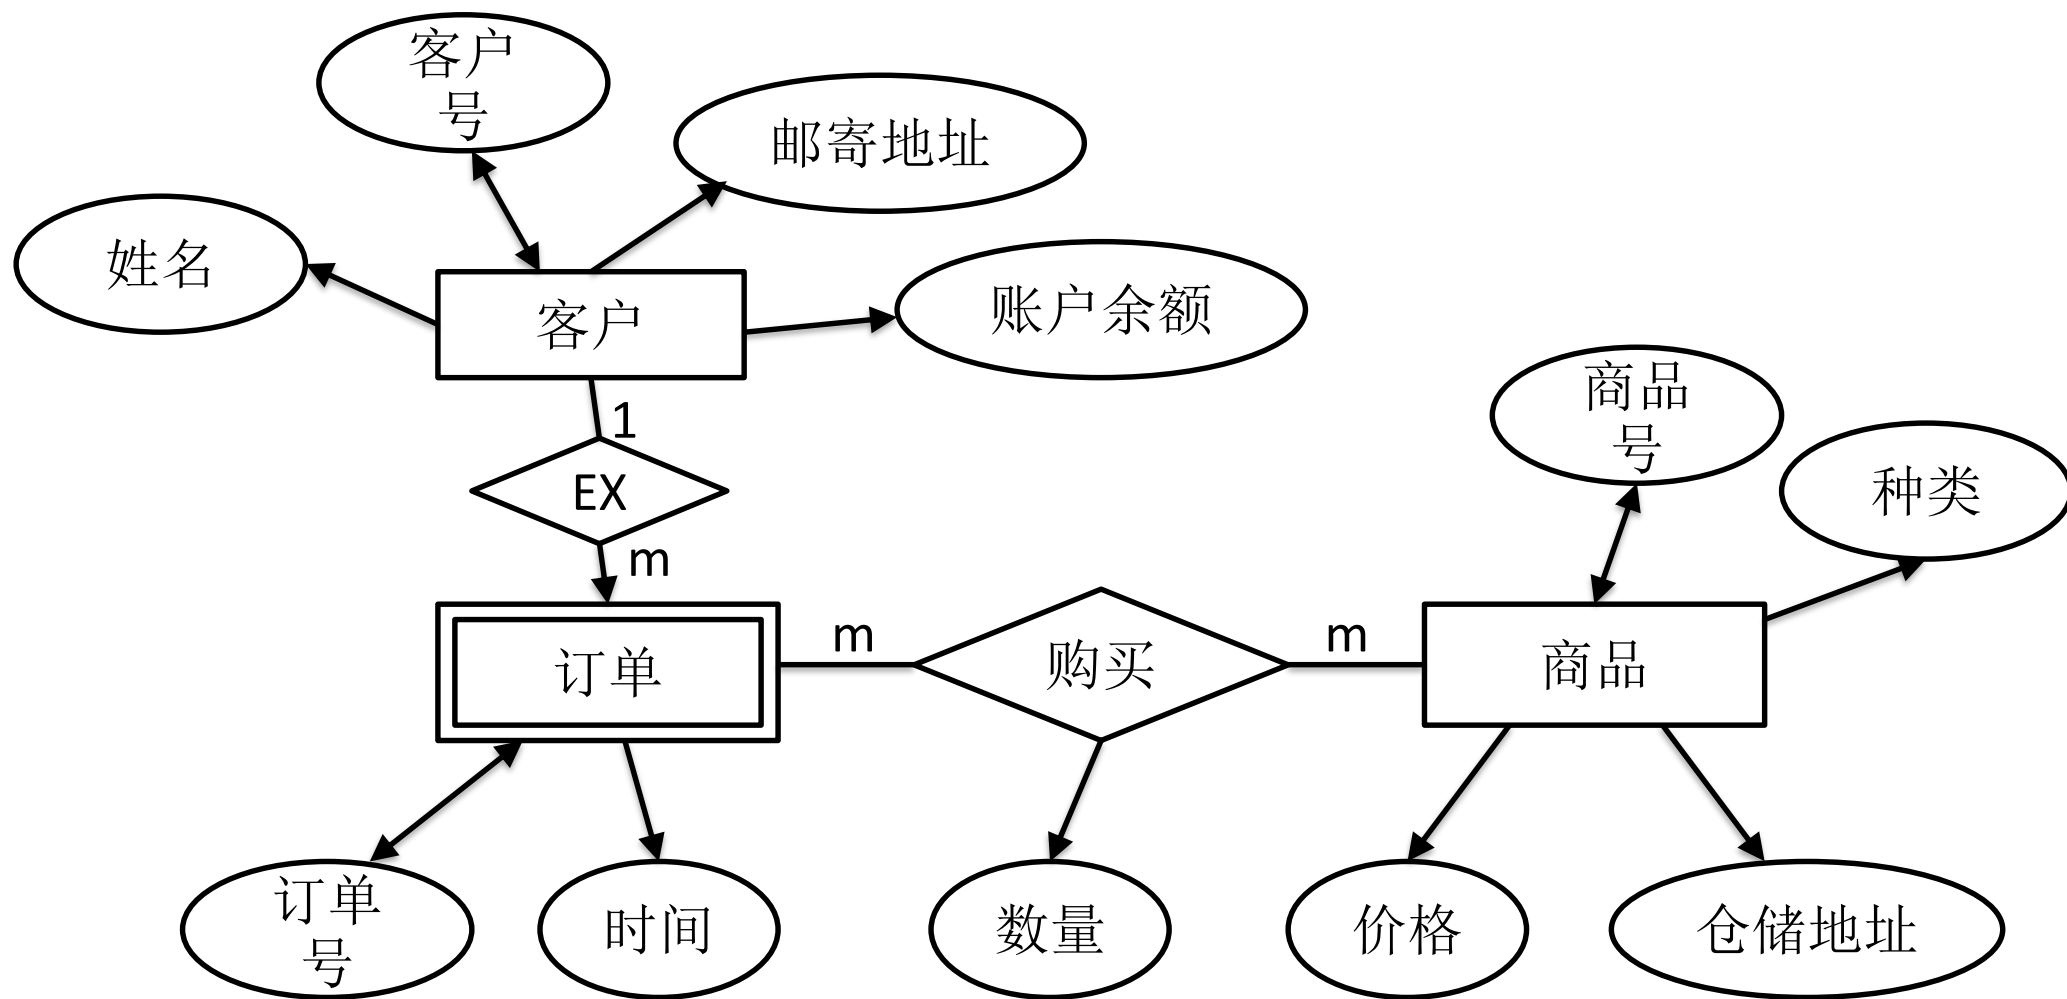 客户
号
邮寄地址
姓名
客户
账户余额
1
EX
m
商品
号
种类
订单
m
购买
m
商品
订单
号
时间
数量
价格
仓储地址